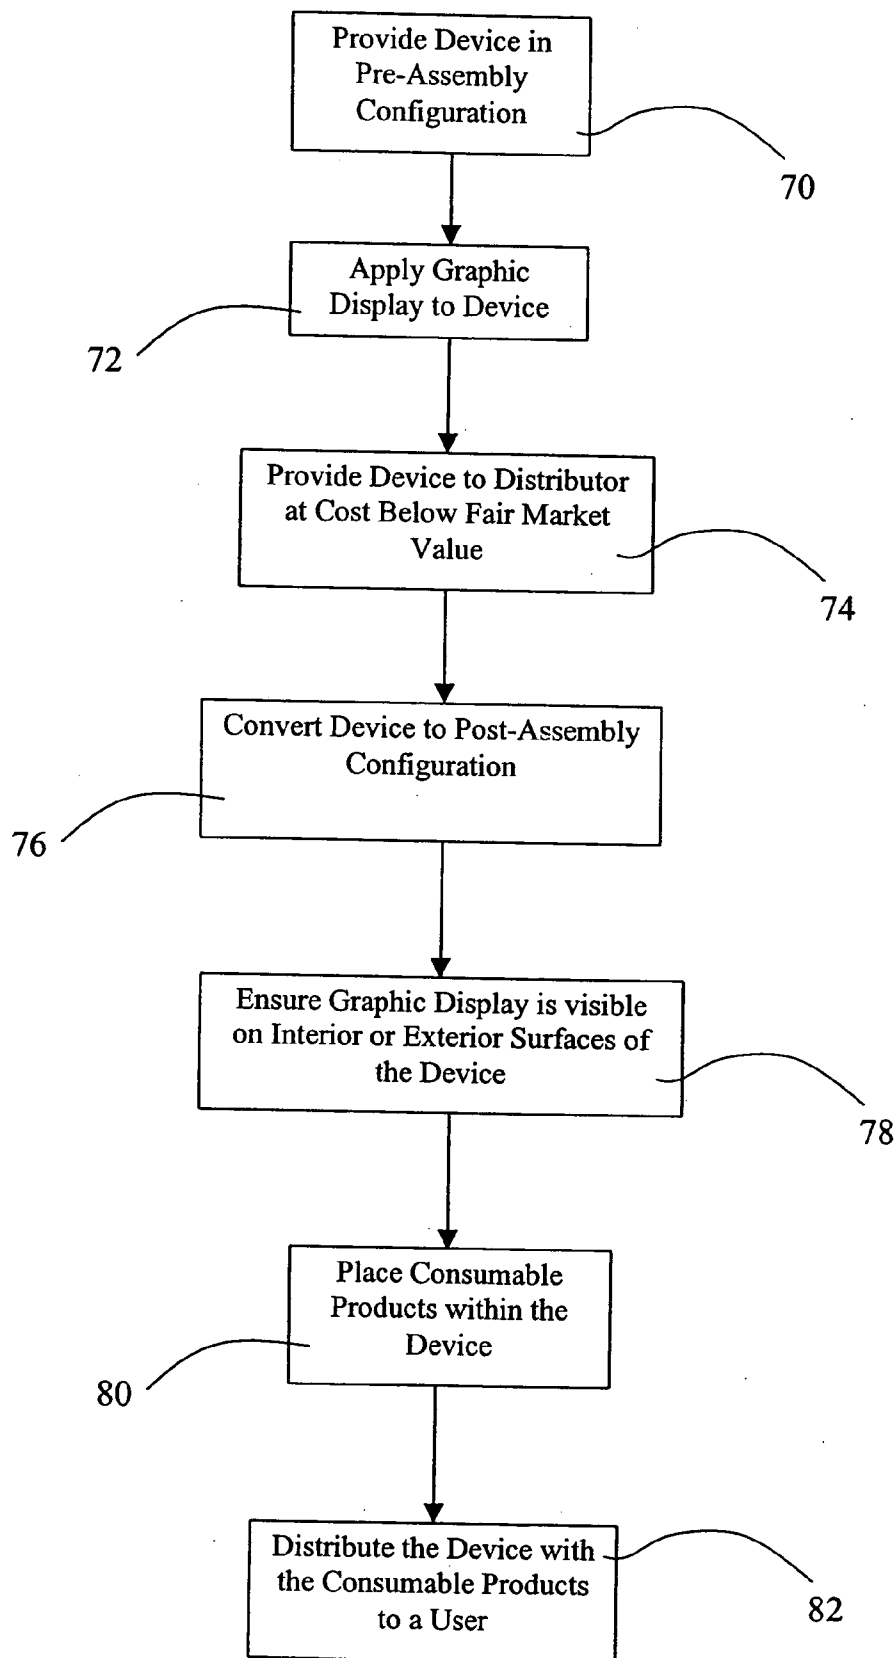 Provide Device in
Pre-Assembly
Configuration
70
Apply Graphic
Display to Device
72
Provide Device to Distributor
at Cost Below Fair Market
Value
74
Convert Device to Post-Assembly
Configuration
76
Ensure Graphic Display is visible
on Interior or Exterior Surfaces of
the Device
78
Place Consumable
Products within the
Device
80
Distribute the Device with
the Consumable Products
to a User
82